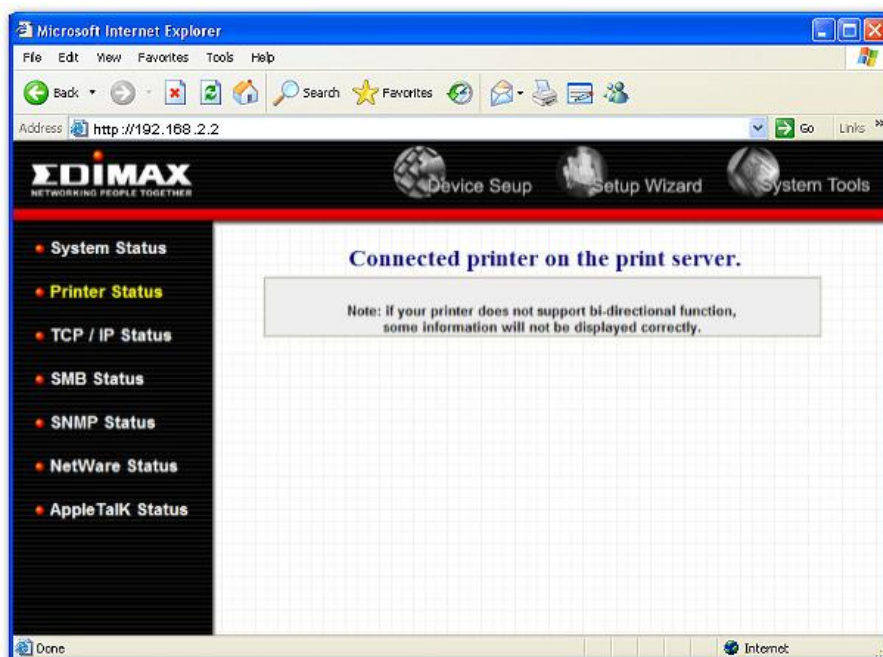 Microsoft Internet Explorer
File Edit View Favorites Tools Help
Back Search Favorites
Address http://192.168.2.2 Go Links »
EDIMAX
NETWORKING PEOPLE TOGETHER
Device Seup Setup Wizard System Tools
System Status
Printer Status
TCP / IP Status
SMB Status
SNMP Status
NetWare Status
AppleTalK Status
Connected printer on the print server.
Note: if your printer does not support bi-directional function,
some information will not be displayed correctly.
Done Internet